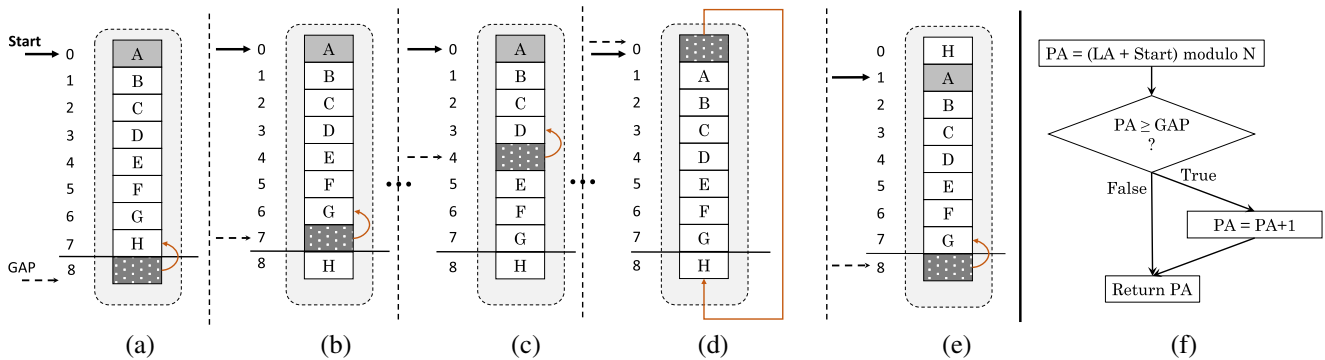 Start
0 A
1 B
2 C
3 D
4 E
5 F
6 G
7 H
GAP 8
(a)
0 A
1 B
2 C
3 D
4 E
5 F
6 G
7
8 H
(b)
0 A
1 B
2 C
3 D
4
5 E
6 F
7 G
8 H
(c)
0
1 A
2 B
3 C
4 D
5 E
6 F
7 G
8 H
(d)
0 H
1 A
2 B
3 C
4 D
5 E
6 F
7 G
8
(e)
PA = (LA + Start) modulo N
PA ≥ GAP
?
False
True
PA = PA+1
Return PA
(f)